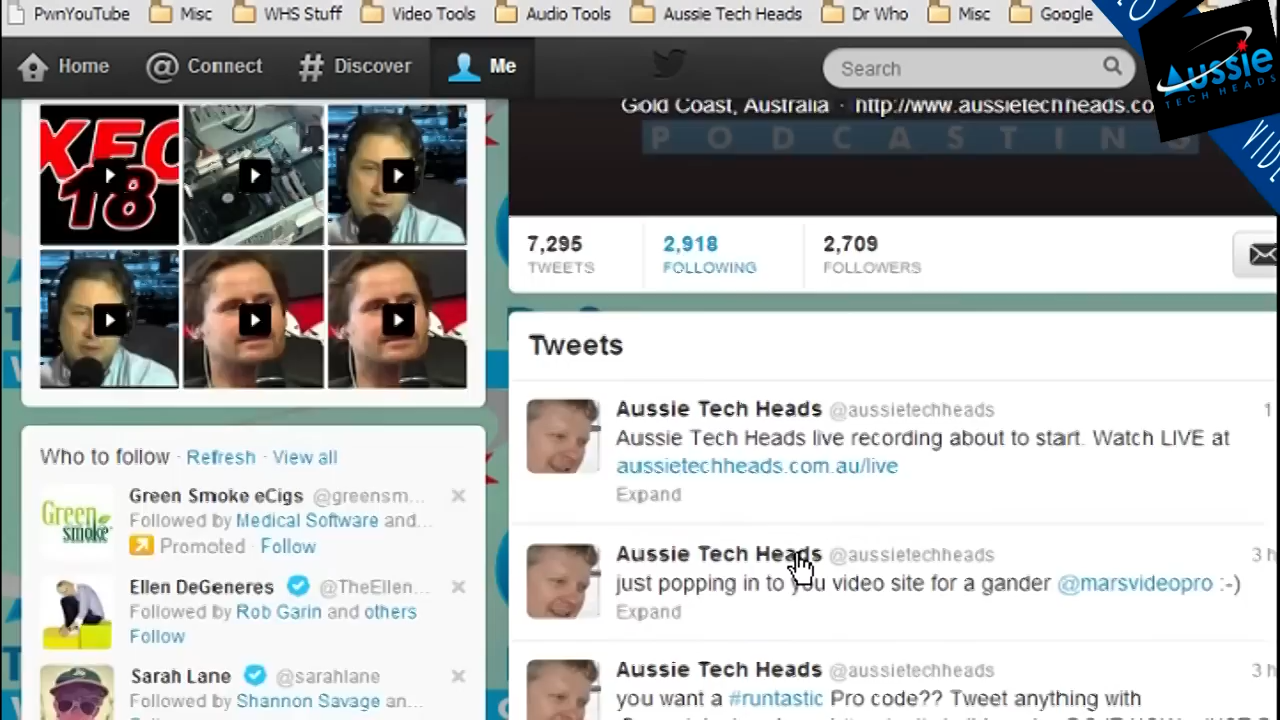 PwnYouTube Misc WHS Stuff Video Tools Audio Tools Aussie Tech Heads Dr Who Misc Google
Home Connect Discover Me Search
Aussie
TECH HEADS
Gold Coast, Australia · http://www.aussietechheads.co
PODCASTING
XFC
18
7,295
TWEETS
2,918
FOLLOWING
2,709
FOLLOWERS
Tweets
Aussie Tech Heads @aussietechheads
Aussie Tech Heads live recording about to start. Watch LIVE at
aussietechheads.com.au/live
Expand
Aussie Tech Heads @aussietechheads 3 h
just popping in to you video site for a gander @marsvideopro :-)
Expand
Aussie Tech Heads @aussietechheads 3 h
you want a #runtastic Pro code?? Tweet anything with
Who to follow · Refresh · View all
Green smoke
Green Smoke eCigs @greensm...
Followed by Medical Software and...
Promoted · Follow
Ellen DeGeneres @TheEllen...
Followed by Rob Garin and others
Follow
Sarah Lane @sarahlane
Followed by Shannon Savage an...